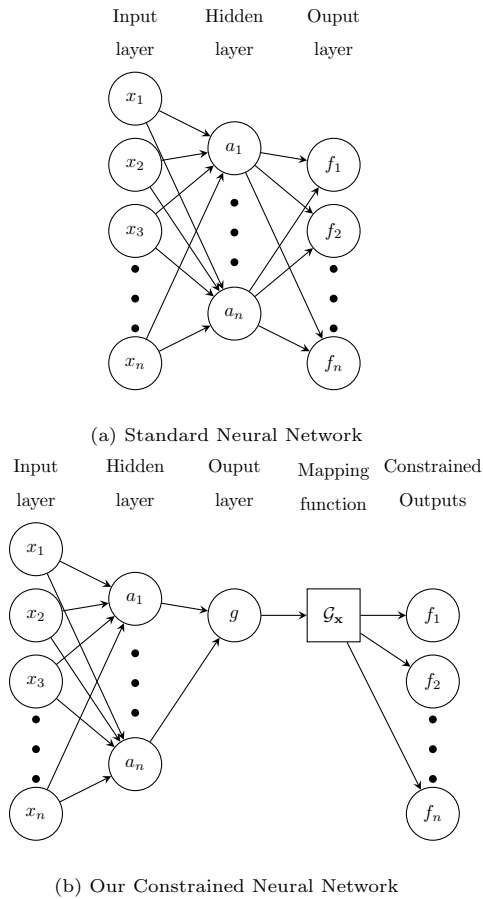 Input Hidden Ouput
layer layer layer
x₁
a₁
x₂ f₁
x₃ f₂
aₙ
xₙ fₙ
(a) Standard Neural Network
Input Hidden Ouput Mapping Constrained
layer layer layer function Outputs
x₁
a₁
x₂ g 𝒢ₓ f₁
x₃ f₂
aₙ
xₙ fₙ
(b) Our Constrained Neural Network